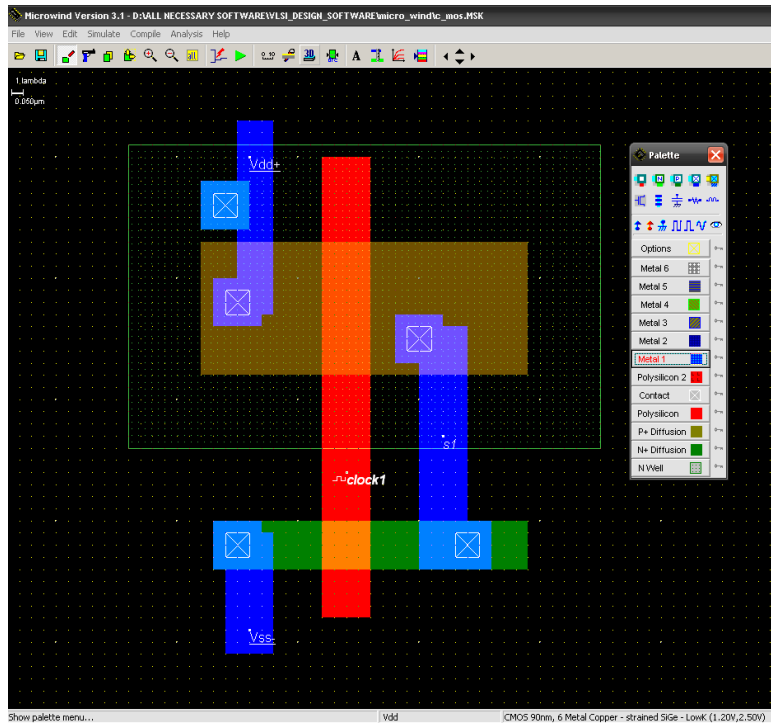 Microwind Version 3.1 - D:\ALL NECESSARY SOFTWARE\VLSI_DESIGN_SOFTWARE\micro_wind\c_mos.MSK
File View Edit Simulate Compile Analysis Help
1 lambda
0.050µm
Vdd+
Palette
Options
Metal 6
Metal 5
Metal 4
Metal 3
Metal 2
Metal 1
Polysilicon 2
Contact
Polysilicon
P+ Diffusion
N+ Diffusion
N Well
s1
clock1
Vss-
Show palette menu...
Vdd
CMOS 90nm, 6 Metal Copper - strained SiGe - LowK (1.20V,2.50V)